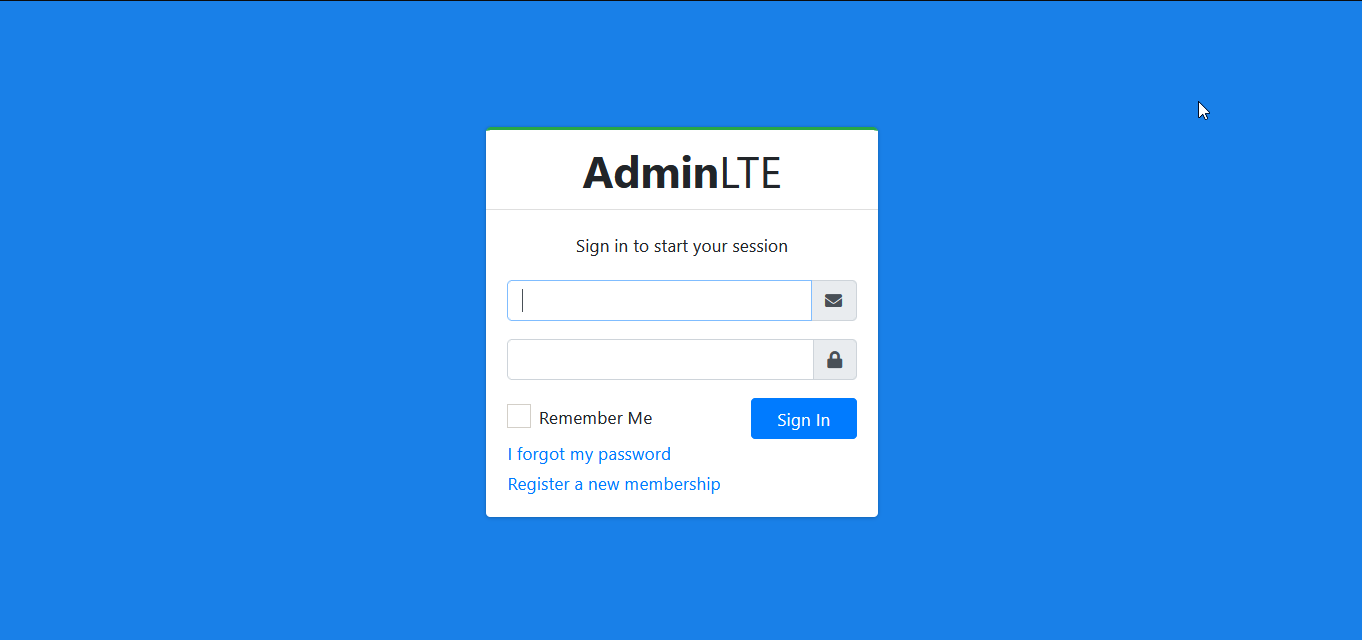 AdminLTE
Sign in to start your session
Remember Me
Sign In
I forgot my password
Register a new membership